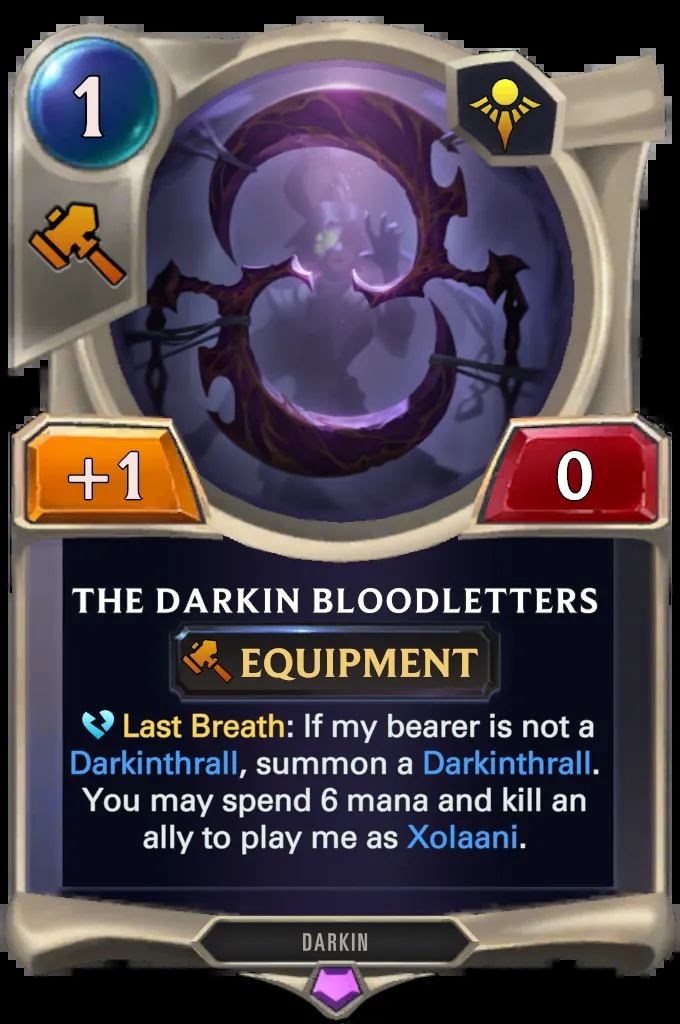 1
+1
0
THE DARKIN BLOODLETTERS
EQUIPMENT
Last Breath: If my bearer is not a
Darkinthrall, summon a Darkinthrall.
You may spend 6 mana and kill an
ally to play me as Xolaani.
DARKIN